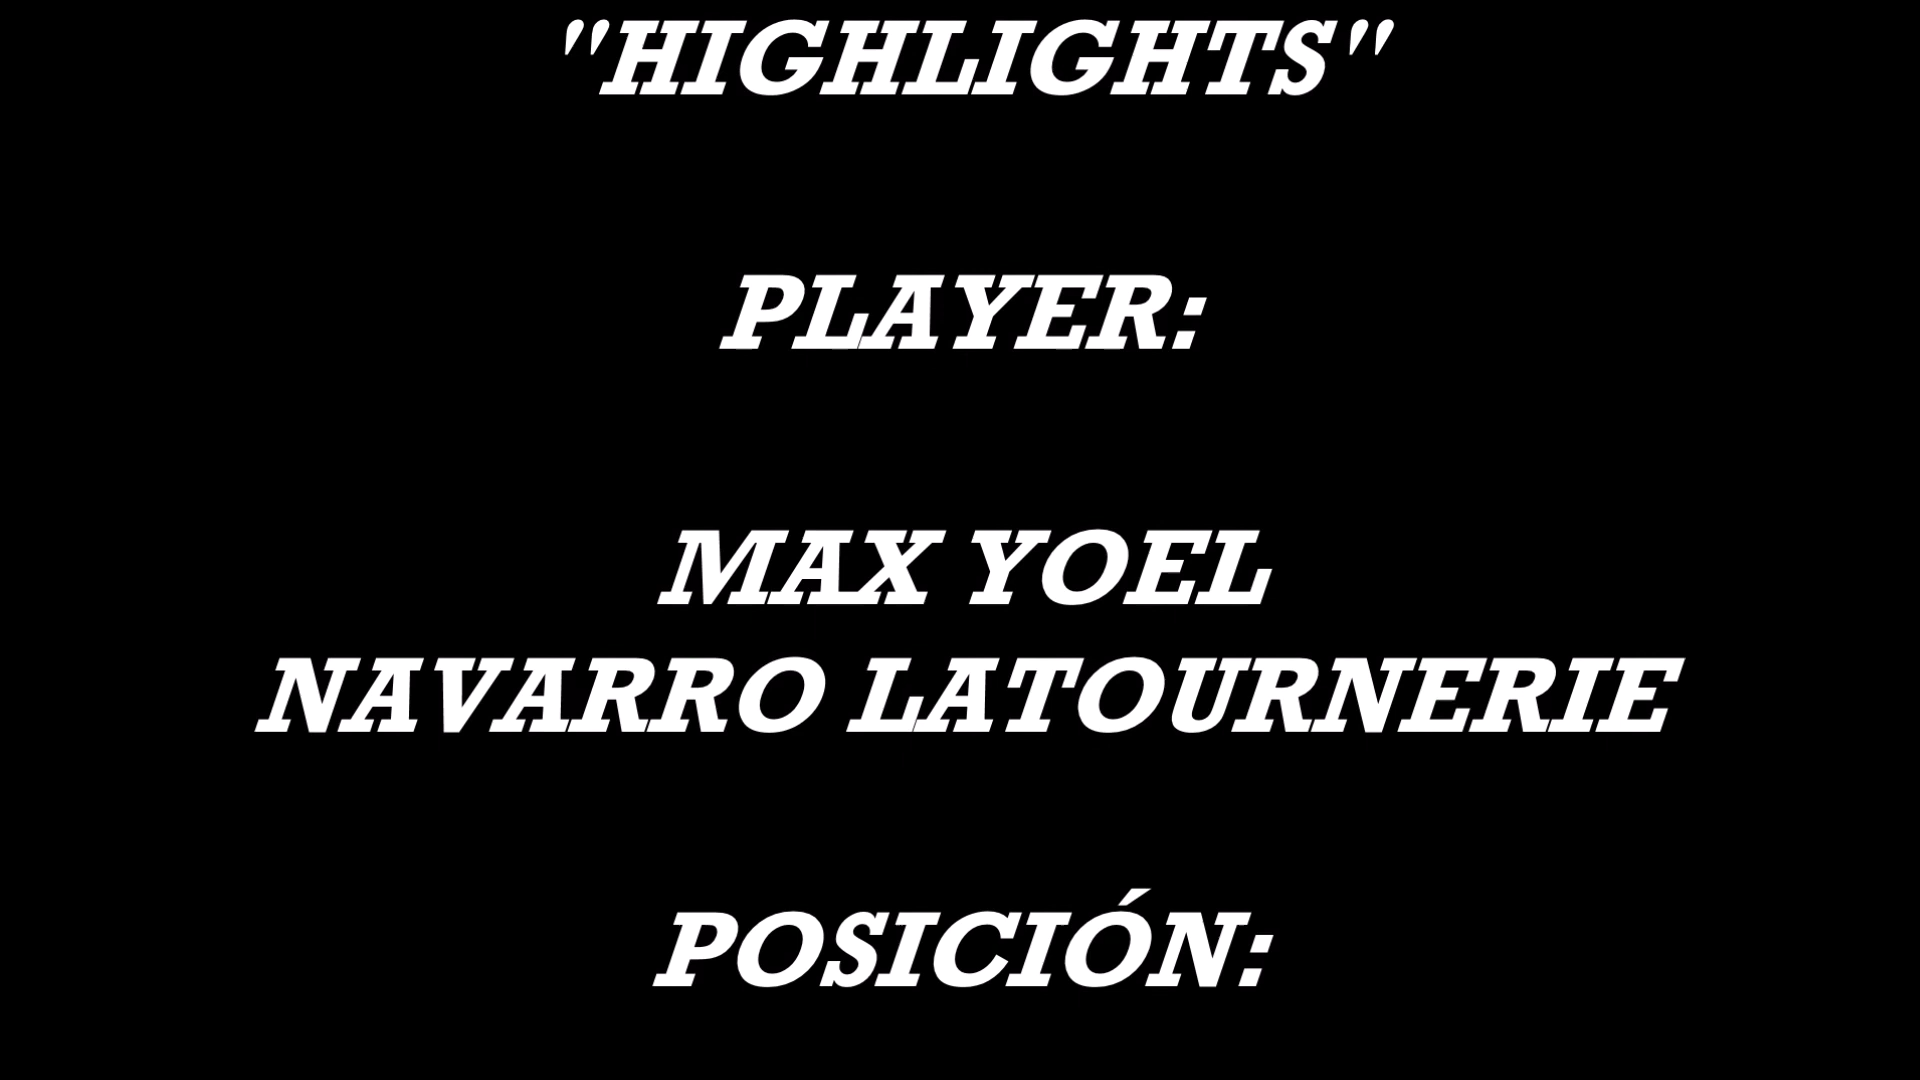 "HIGHLIGHTS"
PLAYER:
MAX YOEL
NAVARRO LATOURNERIE
POSICIÓN: